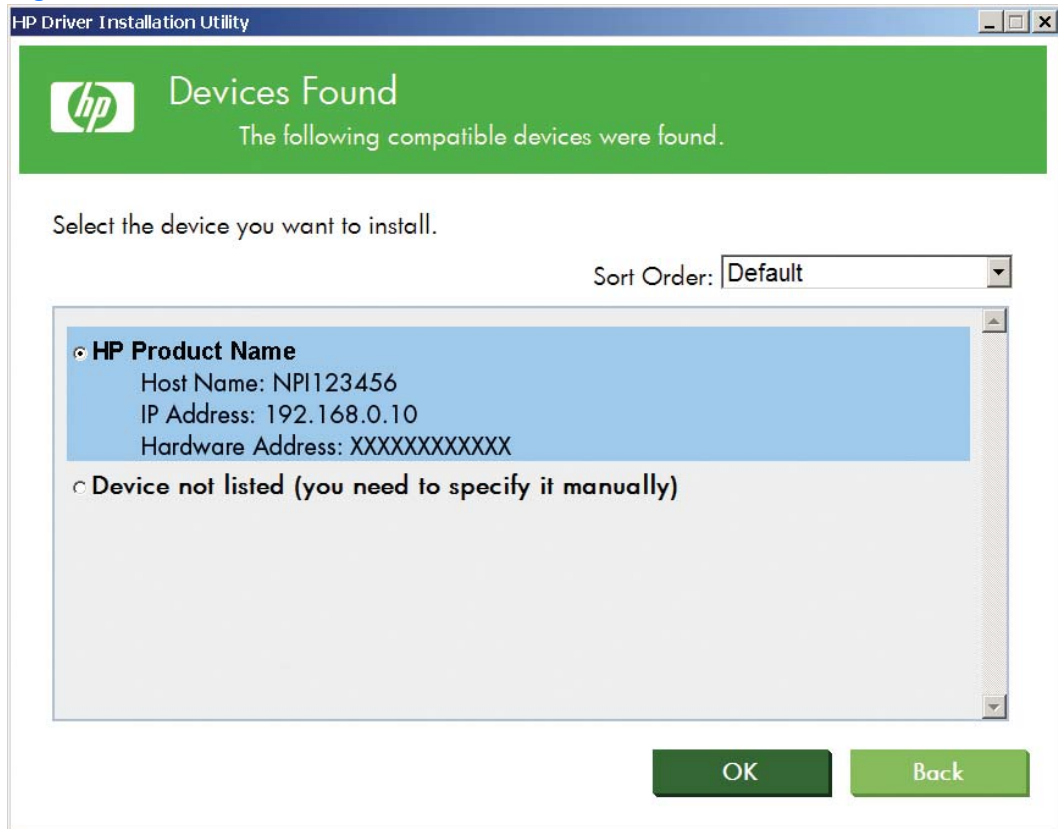 HP Driver Installation Utility
hp
Devices Found
The following compatible devices were found.
Select the device you want to install.
Sort Order: Default
HP Product Name
Host Name: NPI123456
IP Address: 192.168.0.10
Hardware Address: XXXXXXXXXXXX
Device not listed (you need to specify it manually)
OK Back